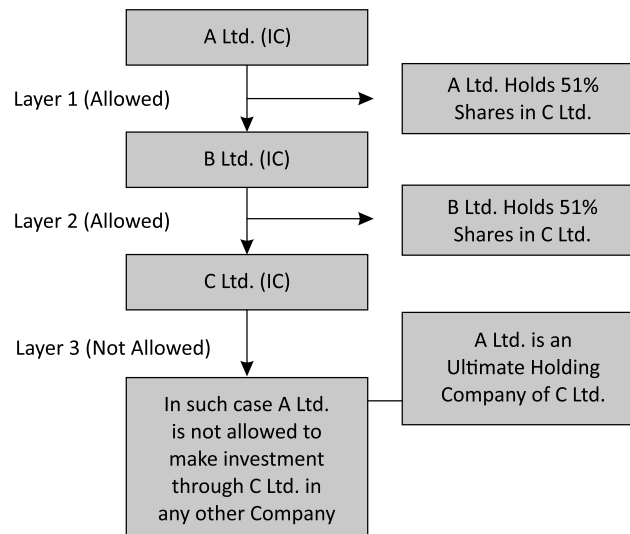 A Ltd. (IC)
Layer 1 (Allowed)
A Ltd. Holds 51%
Shares in C Ltd.
B Ltd. (IC)
Layer 2 (Allowed)
B Ltd. Holds 51%
Shares in C Ltd.
C Ltd. (IC)
Layer 3 (Not Allowed)
A Ltd. is an
Ultimate Holding
Company of C Ltd.
In such case A Ltd.
is not allowed to
make investment
through C Ltd. in
any other Company